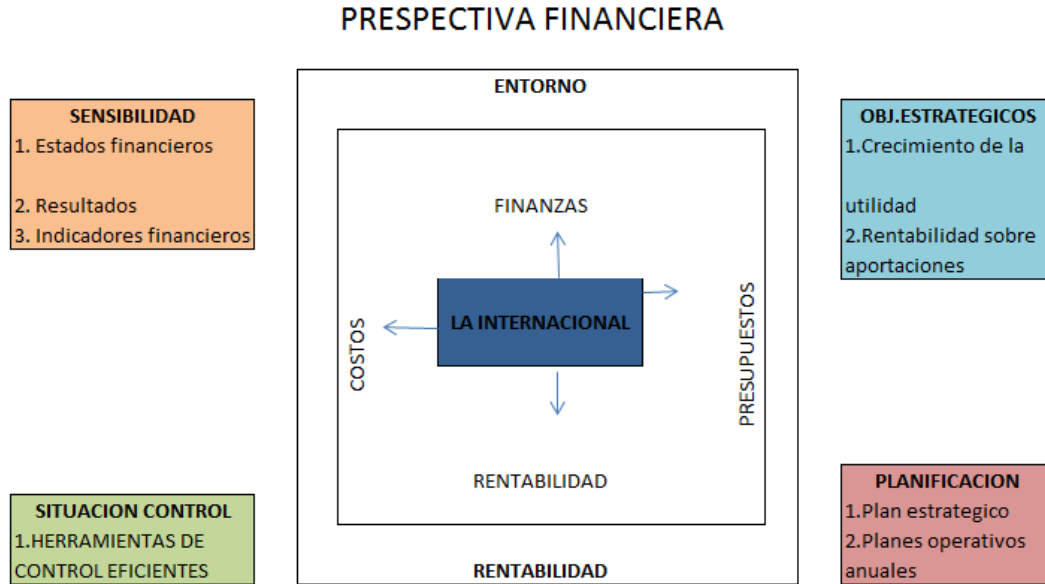 PRESPECTIVA FINANCIERA
ENTORNO
SENSIBILIDAD
1. Estados financieros
2. Resultados
3. Indicadores financieros
OBJ.ESTRATEGICOS
1.Crecimiento de la
utilidad
2.Rentabilidad sobre
aportaciones
FINANZAS
LA INTERNACIONAL
COSTOS
PRESUPUESTOS
RENTABILIDAD
SITUACION CONTROL
1.HERRAMIENTAS DE
CONTROL EFICIENTES
PLANIFICACION
1.Plan estrategico
2.Planes operativos
anuales
RENTABILIDAD